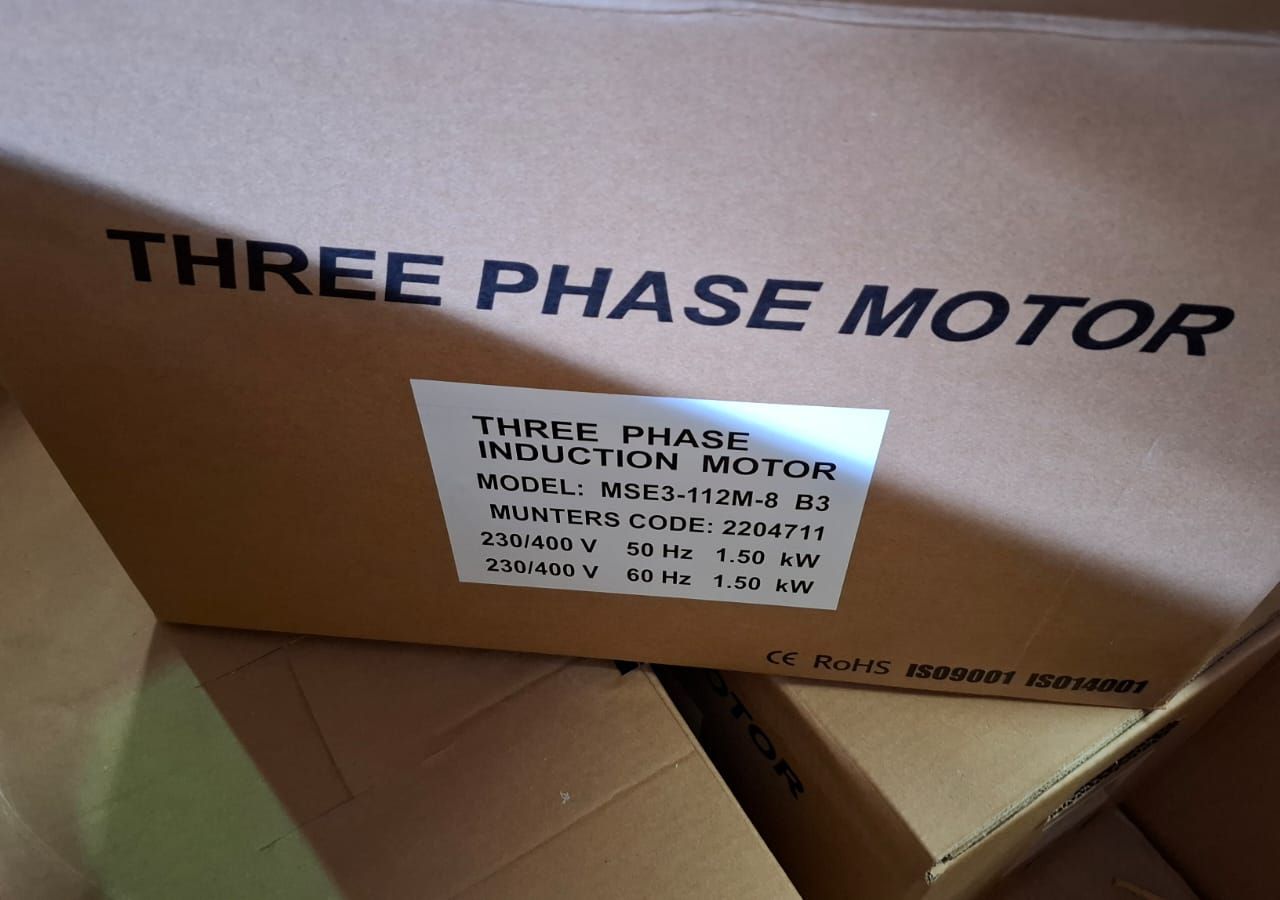 THREE PHASE MOTOR
THREE PHASE
INDUCTION MOTOR
MODEL: MSE3-112M-8 B3
MUNTERS CODE: 2204711
230/400 V 50 Hz 1.50 kW
230/400 V 60 Hz 1.50 kW
CE RoHS ISO9001 ISO14001
MOTOR